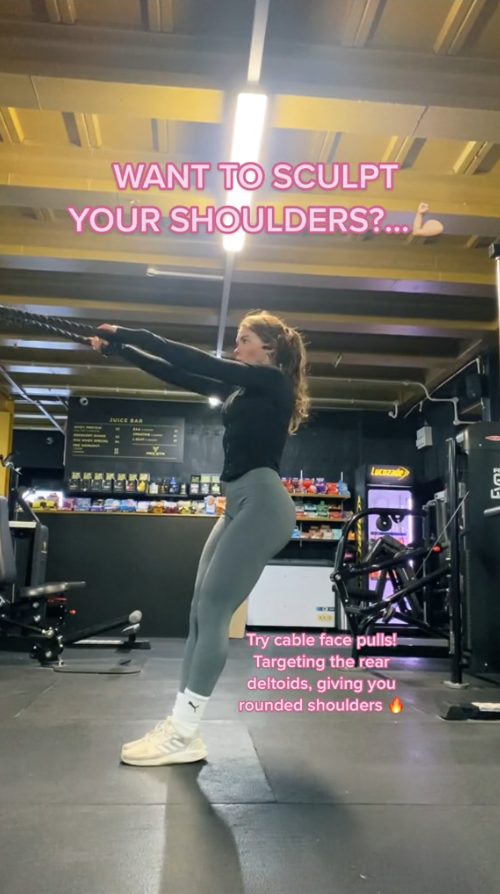 WANT TO SCULPT
YOUR SHOULDERS?...💪🏼
JUICE BAR
Lucozade
Try cable face pulls!
Targeting the rear
deltoids, giving you
rounded shoulders 🔥